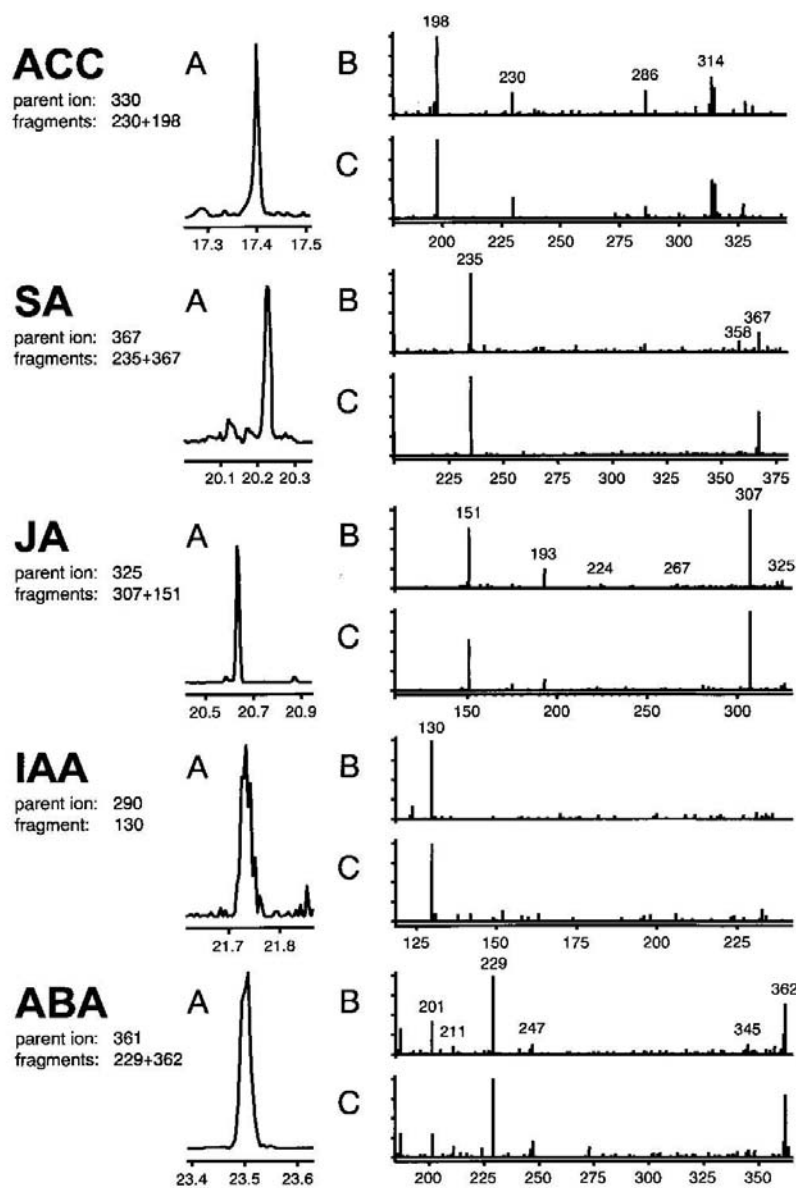 ACC
parent ion: 330
fragments: 230+198
A
17.3 17.4 17.5
B
198 230 286 314
C
200 225 250 275 300 325
SA
parent ion: 367
fragments: 235+367
A
20.1 20.2 20.3
B
235 358 367
C
225 250 275 300 325 350 375
JA
parent ion: 325
fragments: 307+151
A
20.5 20.7 20.9
B
151 193 224 267 307 325
C
150 200 250 300
IAA
parent ion: 290
fragment: 130
A
21.7 21.8
B
130
C
125 150 175 200 225
ABA
parent ion: 361
fragments: 229+362
A
23.4 23.5 23.6
B
201 211 229 247 345 362
C
200 225 250 275 300 325 350